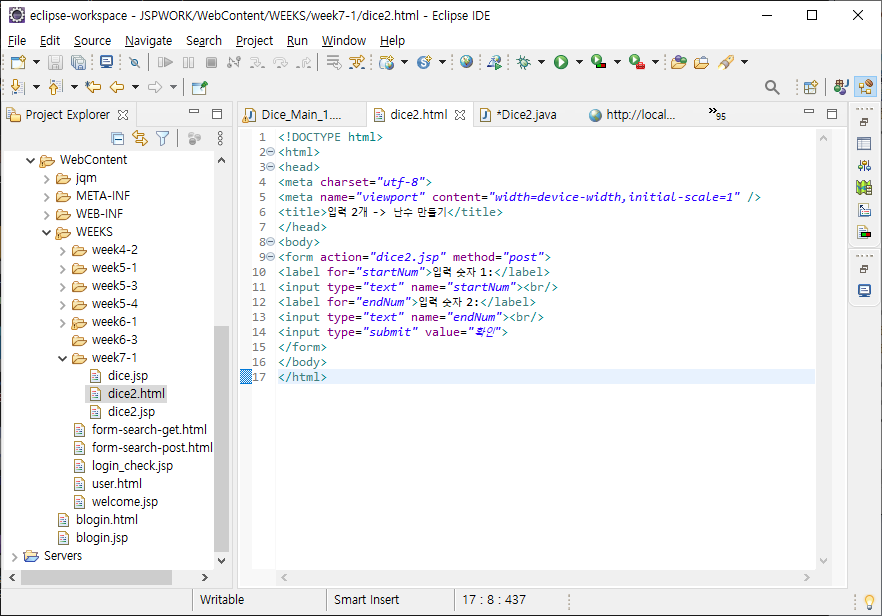 eclipse-workspace - JSPWORK/WebContent/WEEKS/week7-1/dice2.html - Eclipse IDE
File Edit Source Navigate Search Project Run Window Help
Project Explorer
WebContent
jqm
META-INF
WEB-INF
WEEKS
week4-2
week5-1
week5-3
week5-4
week6-1
week6-3
week7-1
dice.jsp
dice2.html
dice2.jsp
form-search-get.html
form-search-post.html
login_check.jsp
user.html
welcome.jsp
blogin.html
blogin.jsp
Servers
Dice_Main_1.... dice2.html *Dice2.java http://local... 95
1 <!DOCTYPE html>
2 <html>
3 <head>
4 <meta charset="utf-8">
5 <meta name="viewport" content="width=device-width,initial-scale=1" />
6 <title>입력 2개 -> 난수 만들기</title>
7 </head>
8 <body>
9 <form action="dice2.jsp" method="post">
10 <label for="startNum">입력 숫자 1:</label>
11 <input type="text" name="startNum"><br/>
12 <label for="endNum">입력 숫자 2:</label>
13 <input type="text" name="endNum"><br/>
14 <input type="submit" value="확인">
15 </form>
16 </body>
17 </html>
Writable Smart Insert 17 : 8 : 437